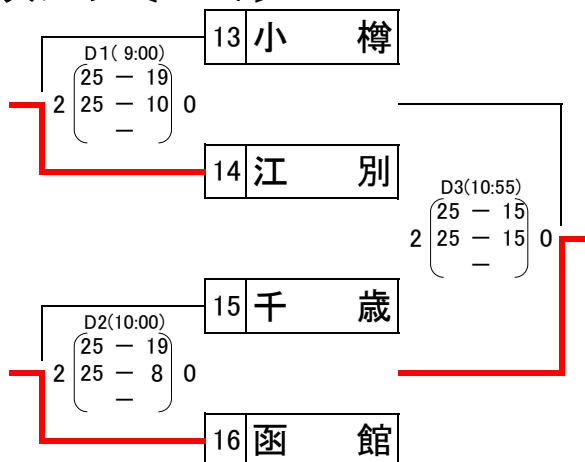 13 小 樽
D1( 9:00)
25 － 19
2 25 － 10 0
－
14 江 別
D3(10:55)
25 － 15
2 25 － 15 0
－
15 千 歳
D2(10:00)
25 － 19
2 25 － 8 0
－
16 函 館